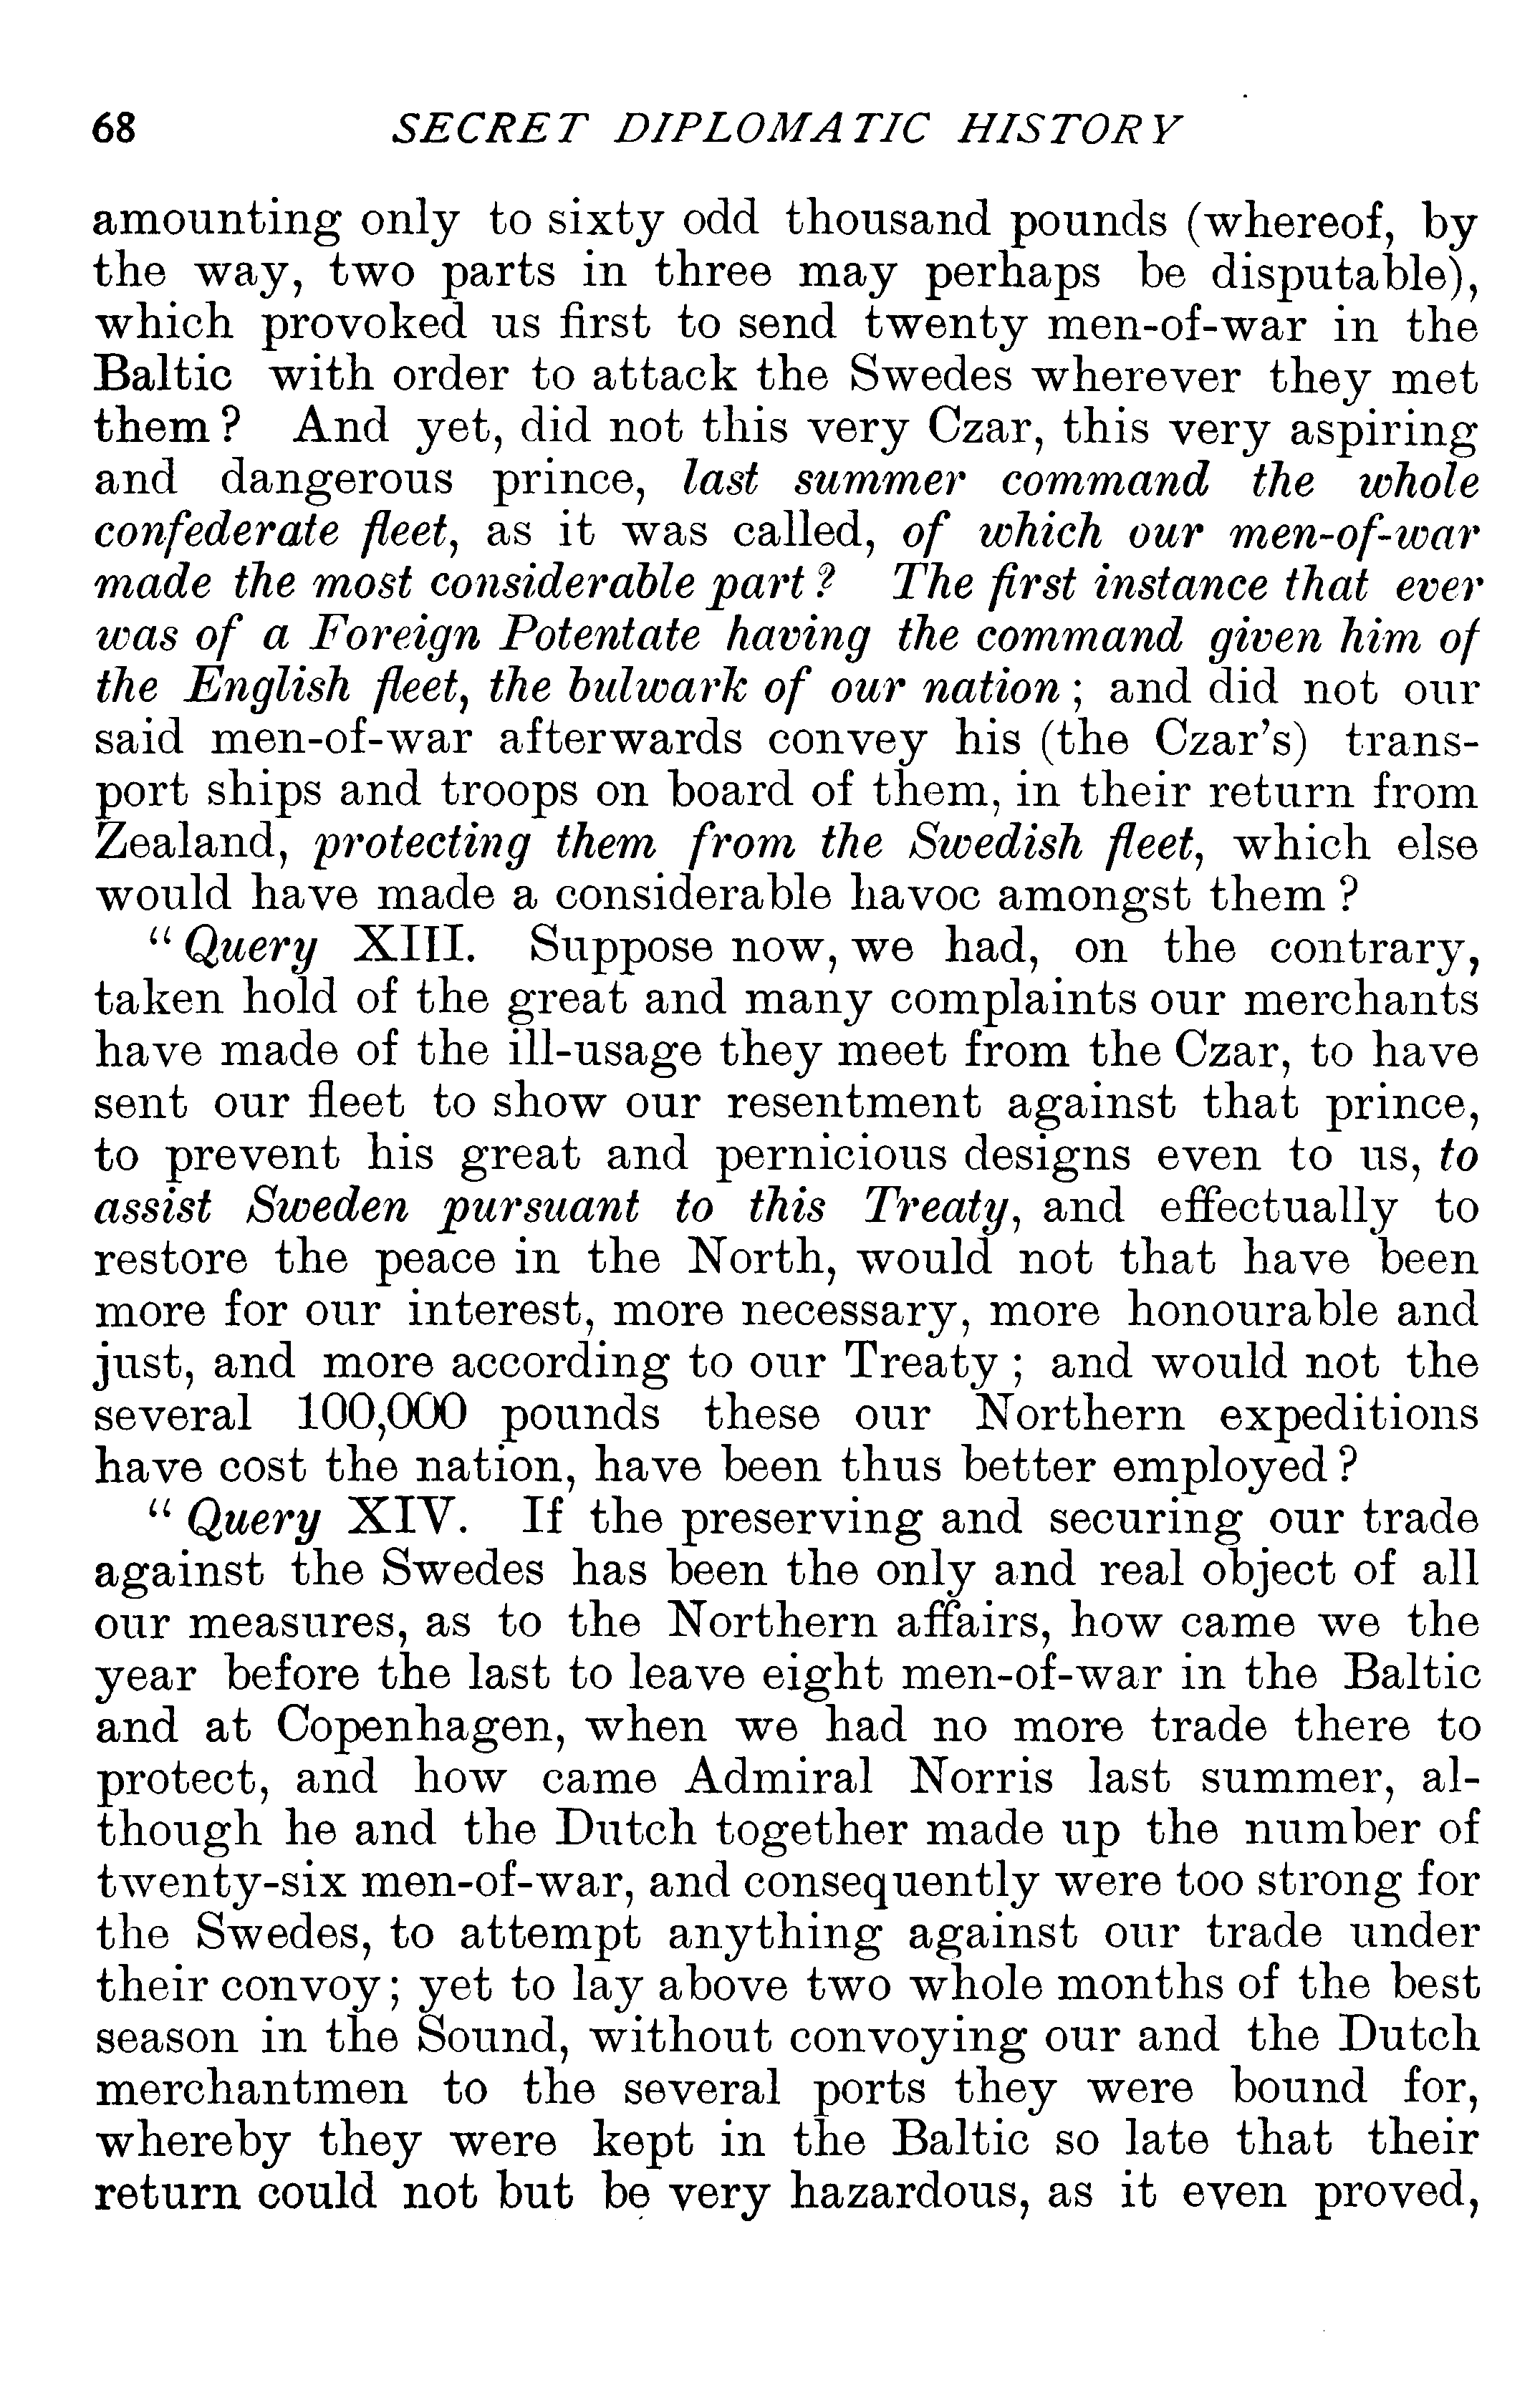 68 SECRET DIPLOMATIC HISTORY
amounting only to sixty odd thousand pounds (whereof, by
the way, two parts in three may perhaps be disputable),
which provoked us first to send twenty men-of-war in the
Baltic with order to attack the Swedes wherever they met
them? And yet, did not this very Czar, this very aspiring
and dangerous prince, last summer command the whole
confederate fleet, as it was called, of which our men-of-war
made the most considerable part? The first instance that ever
was of a Foreign Potentate having the command given him of
the English fleet, the bulwark of our nation; and did not our
said men-of-war afterwards convey his (the Czar's) trans-
port ships and troops on board of them, in their return from
Zealand, protecting them from the Swedish fleet, which else
would have made a considerable havoc amongst them?
"Query XIII. Suppose now, we had, on the contrary,
taken hold of the great and many complaints our merchants
have made of the ill-usage they meet from the Czar, to have
sent our fleet to show our resentment against that prince,
to prevent his great and pernicious designs even to us, to
assist Sweden pursuant to this Treaty, and effectually to
restore the peace in the North, would not that have been
more for our interest, more necessary, more honourable and
just, and more according to our Treaty; and would not the
several 100,000 pounds these our Northern expeditions
have cost the nation, have been thus better employed?
"Query XIV. If the preserving and securing our trade
against the Swedes has been the only and real object of all
our measures, as to the Northern affairs, how came we the
year before the last to leave eight men-of-war in the Baltic
and at Copenhagen, when we had no more trade there to
protect, and how came Admiral Norris last summer, al-
though he and the Dutch together made up the number of
twenty-six men-of-war, and consequently were too strong for
the Swedes, to attempt anything against our trade under
their convoy; yet to lay above two whole months of the best
season in the Sound, without convoying our and the Dutch
merchantmen to the several ports they were bound for,
whereby they were kept in the Baltic so late that their
return could not but be very hazardous, as it even proved,